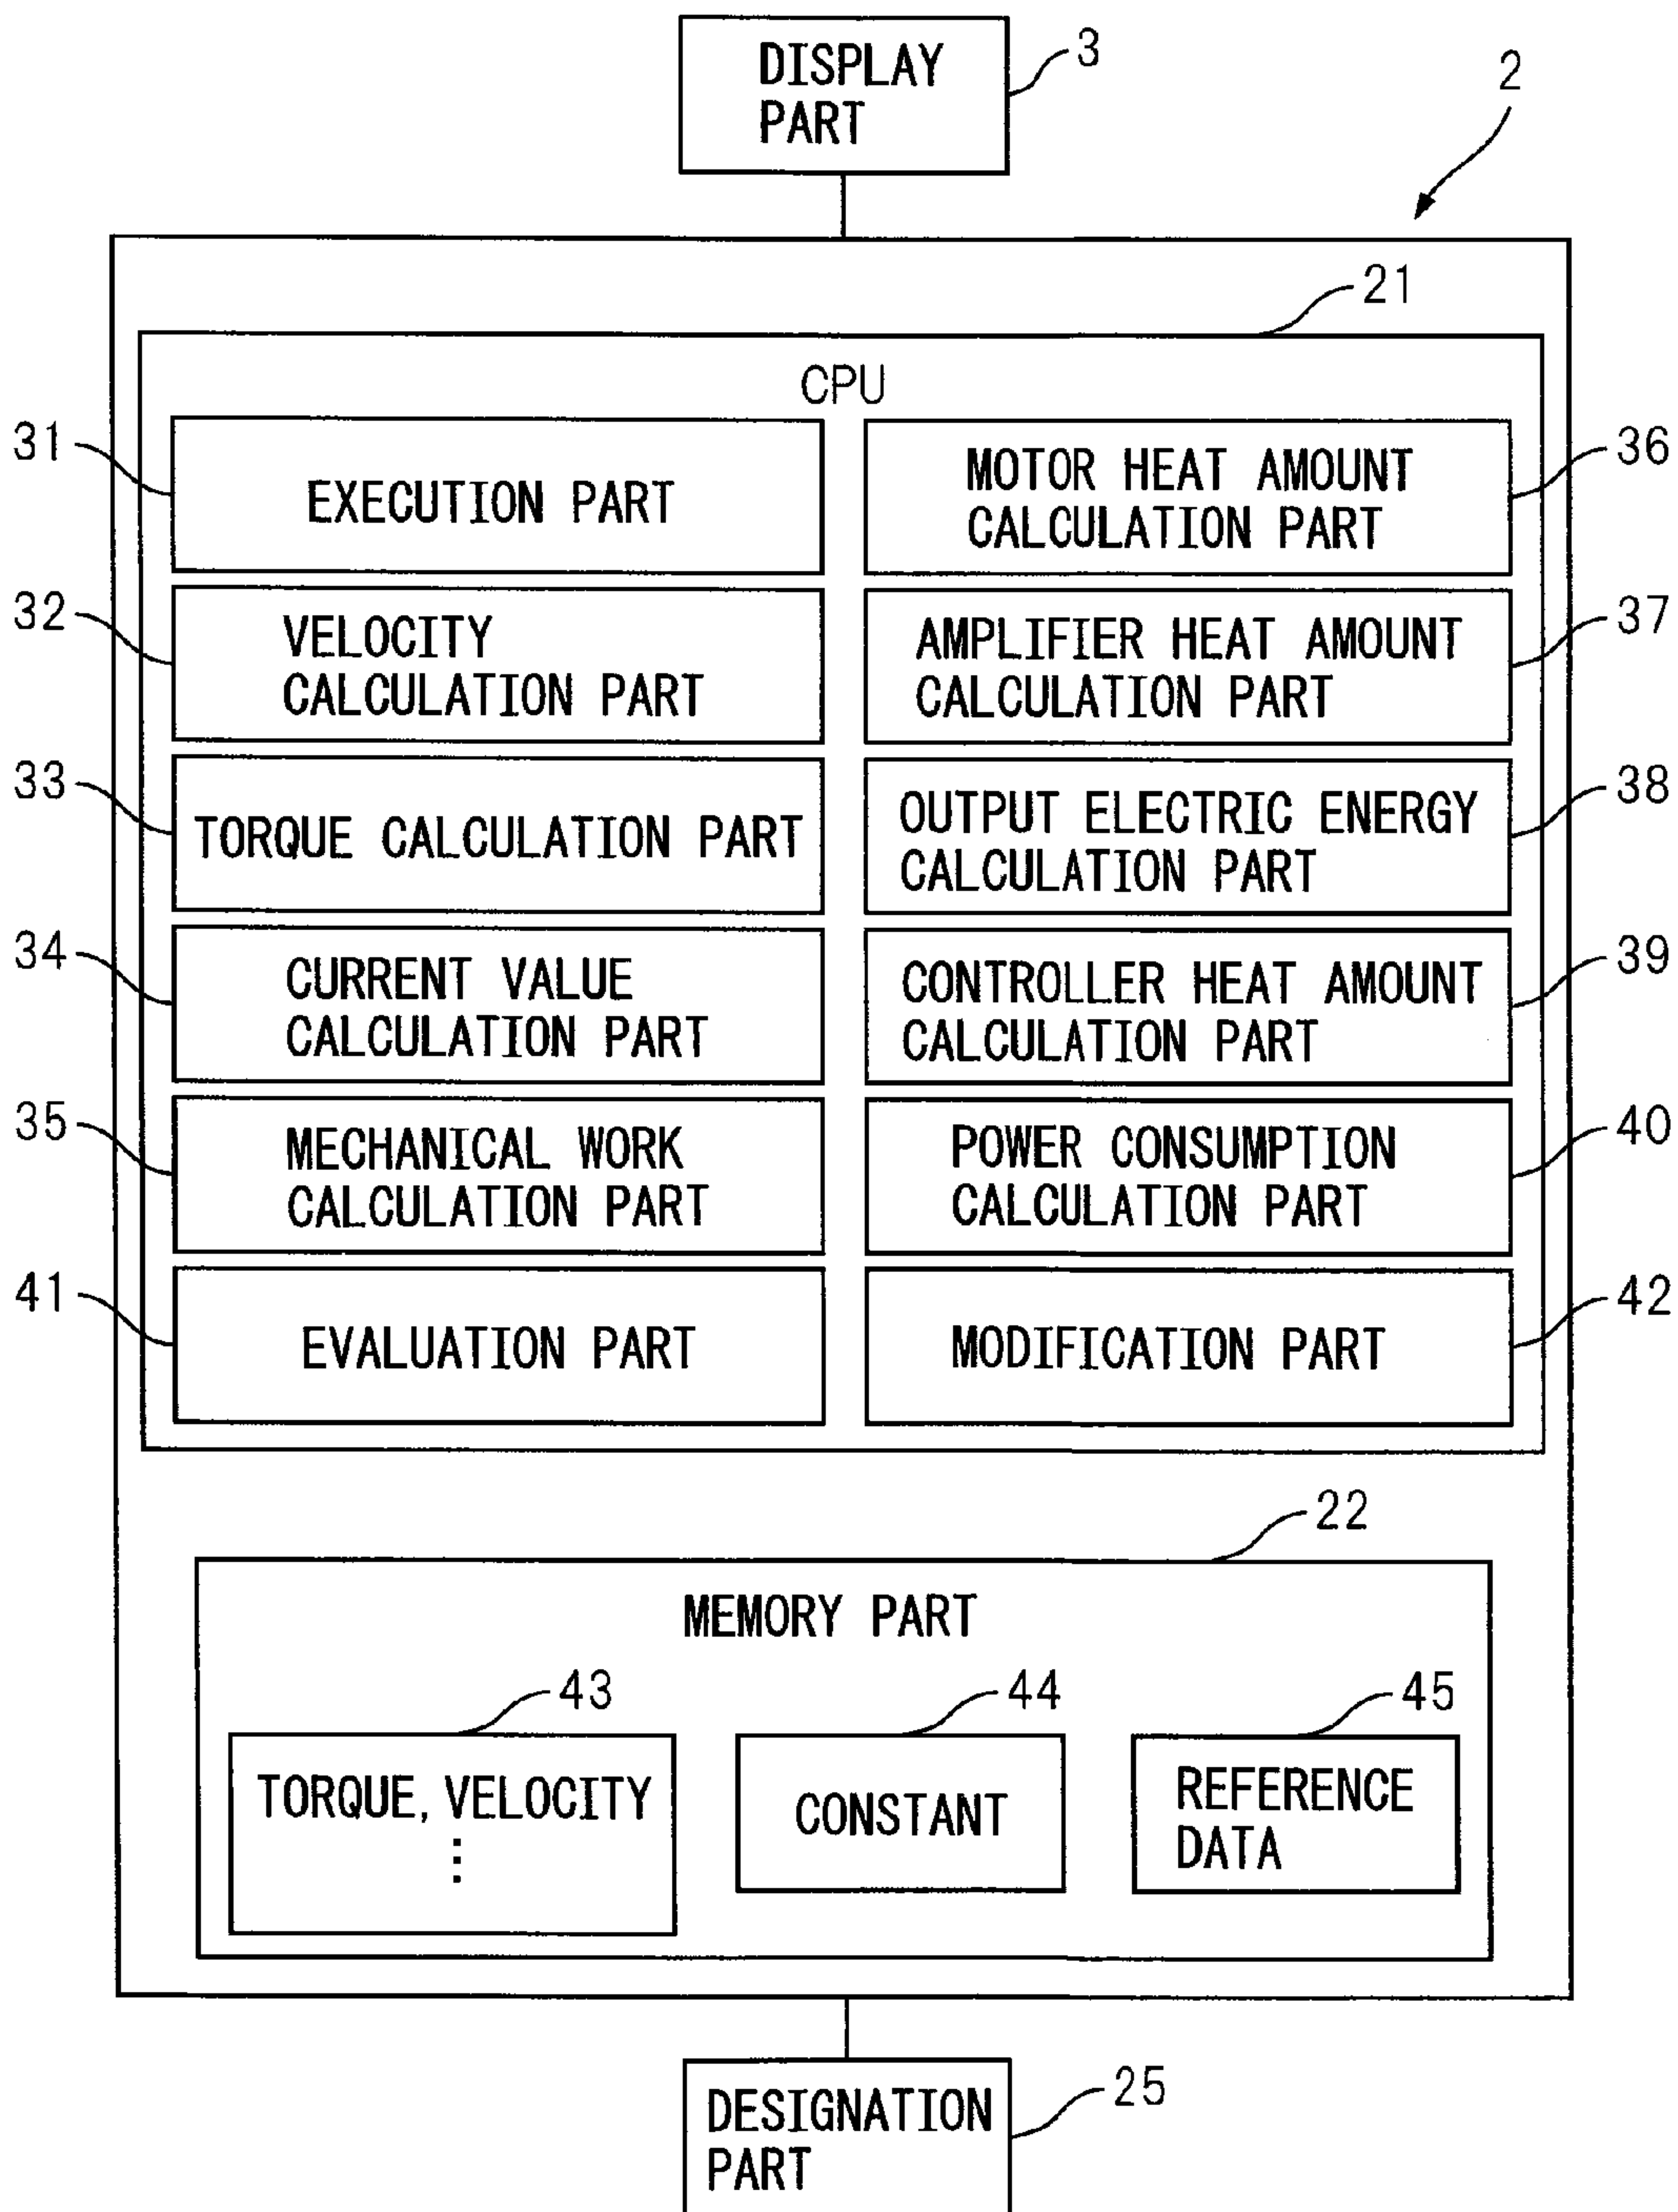 DISPLAY
PART
3
2
21
CPU
31
EXECUTION PART
MOTOR HEAT AMOUNT
CALCULATION PART
36
32
VELOCITY
CALCULATION PART
AMPLIFIER HEAT AMOUNT
CALCULATION PART
37
33
TORQUE CALCULATION PART
OUTPUT ELECTRIC ENERGY
CALCULATION PART
38
34
CURRENT VALUE
CALCULATION PART
CONTROLLER HEAT AMOUNT
CALCULATION PART
39
35
MECHANICAL WORK
CALCULATION PART
POWER CONSUMPTION
CALCULATION PART
40
41
EVALUATION PART
MODIFICATION PART
42
22
MEMORY PART
43
TORQUE, VELOCITY
⋮
44
CONSTANT
45
REFERENCE
DATA
DESIGNATION
PART
25